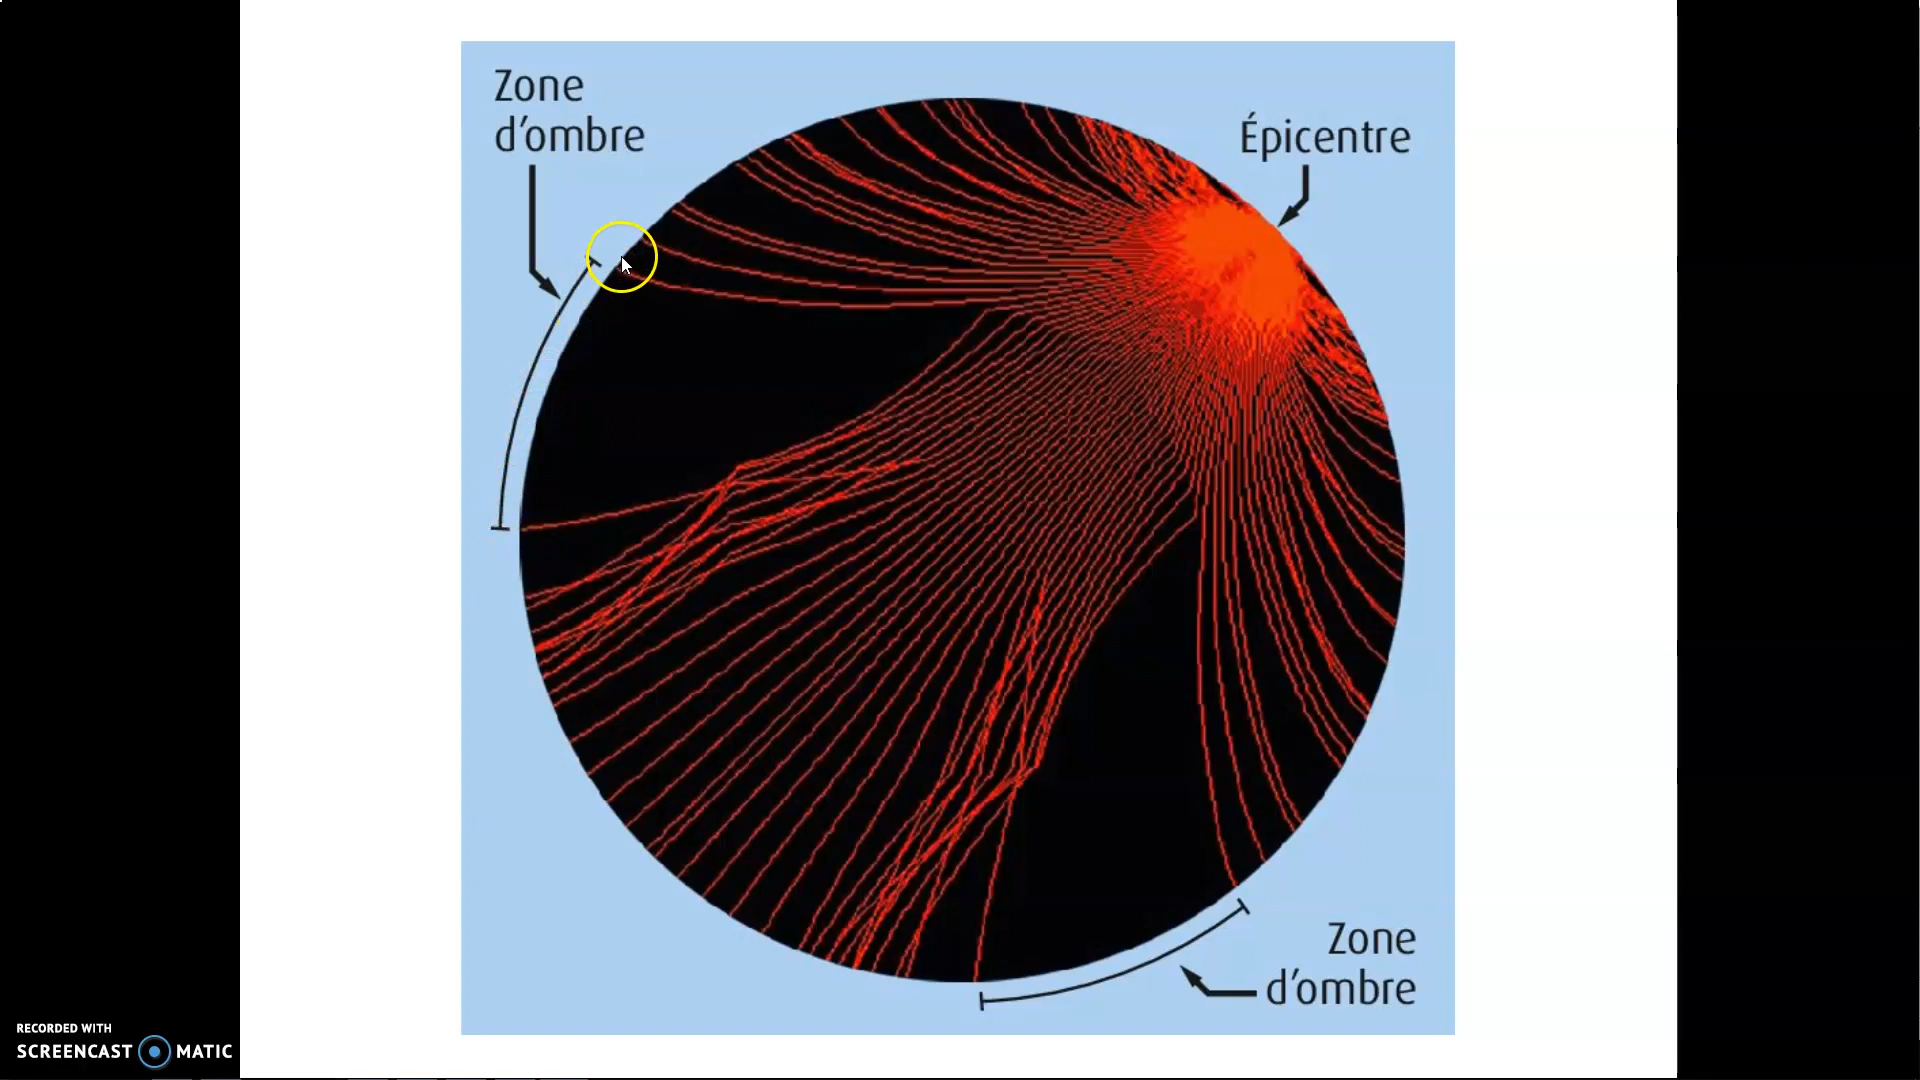 Zone
d'ombre
Épicentre
Zone
d'ombre
RECORDED WITH
SCREENCAST MATIC